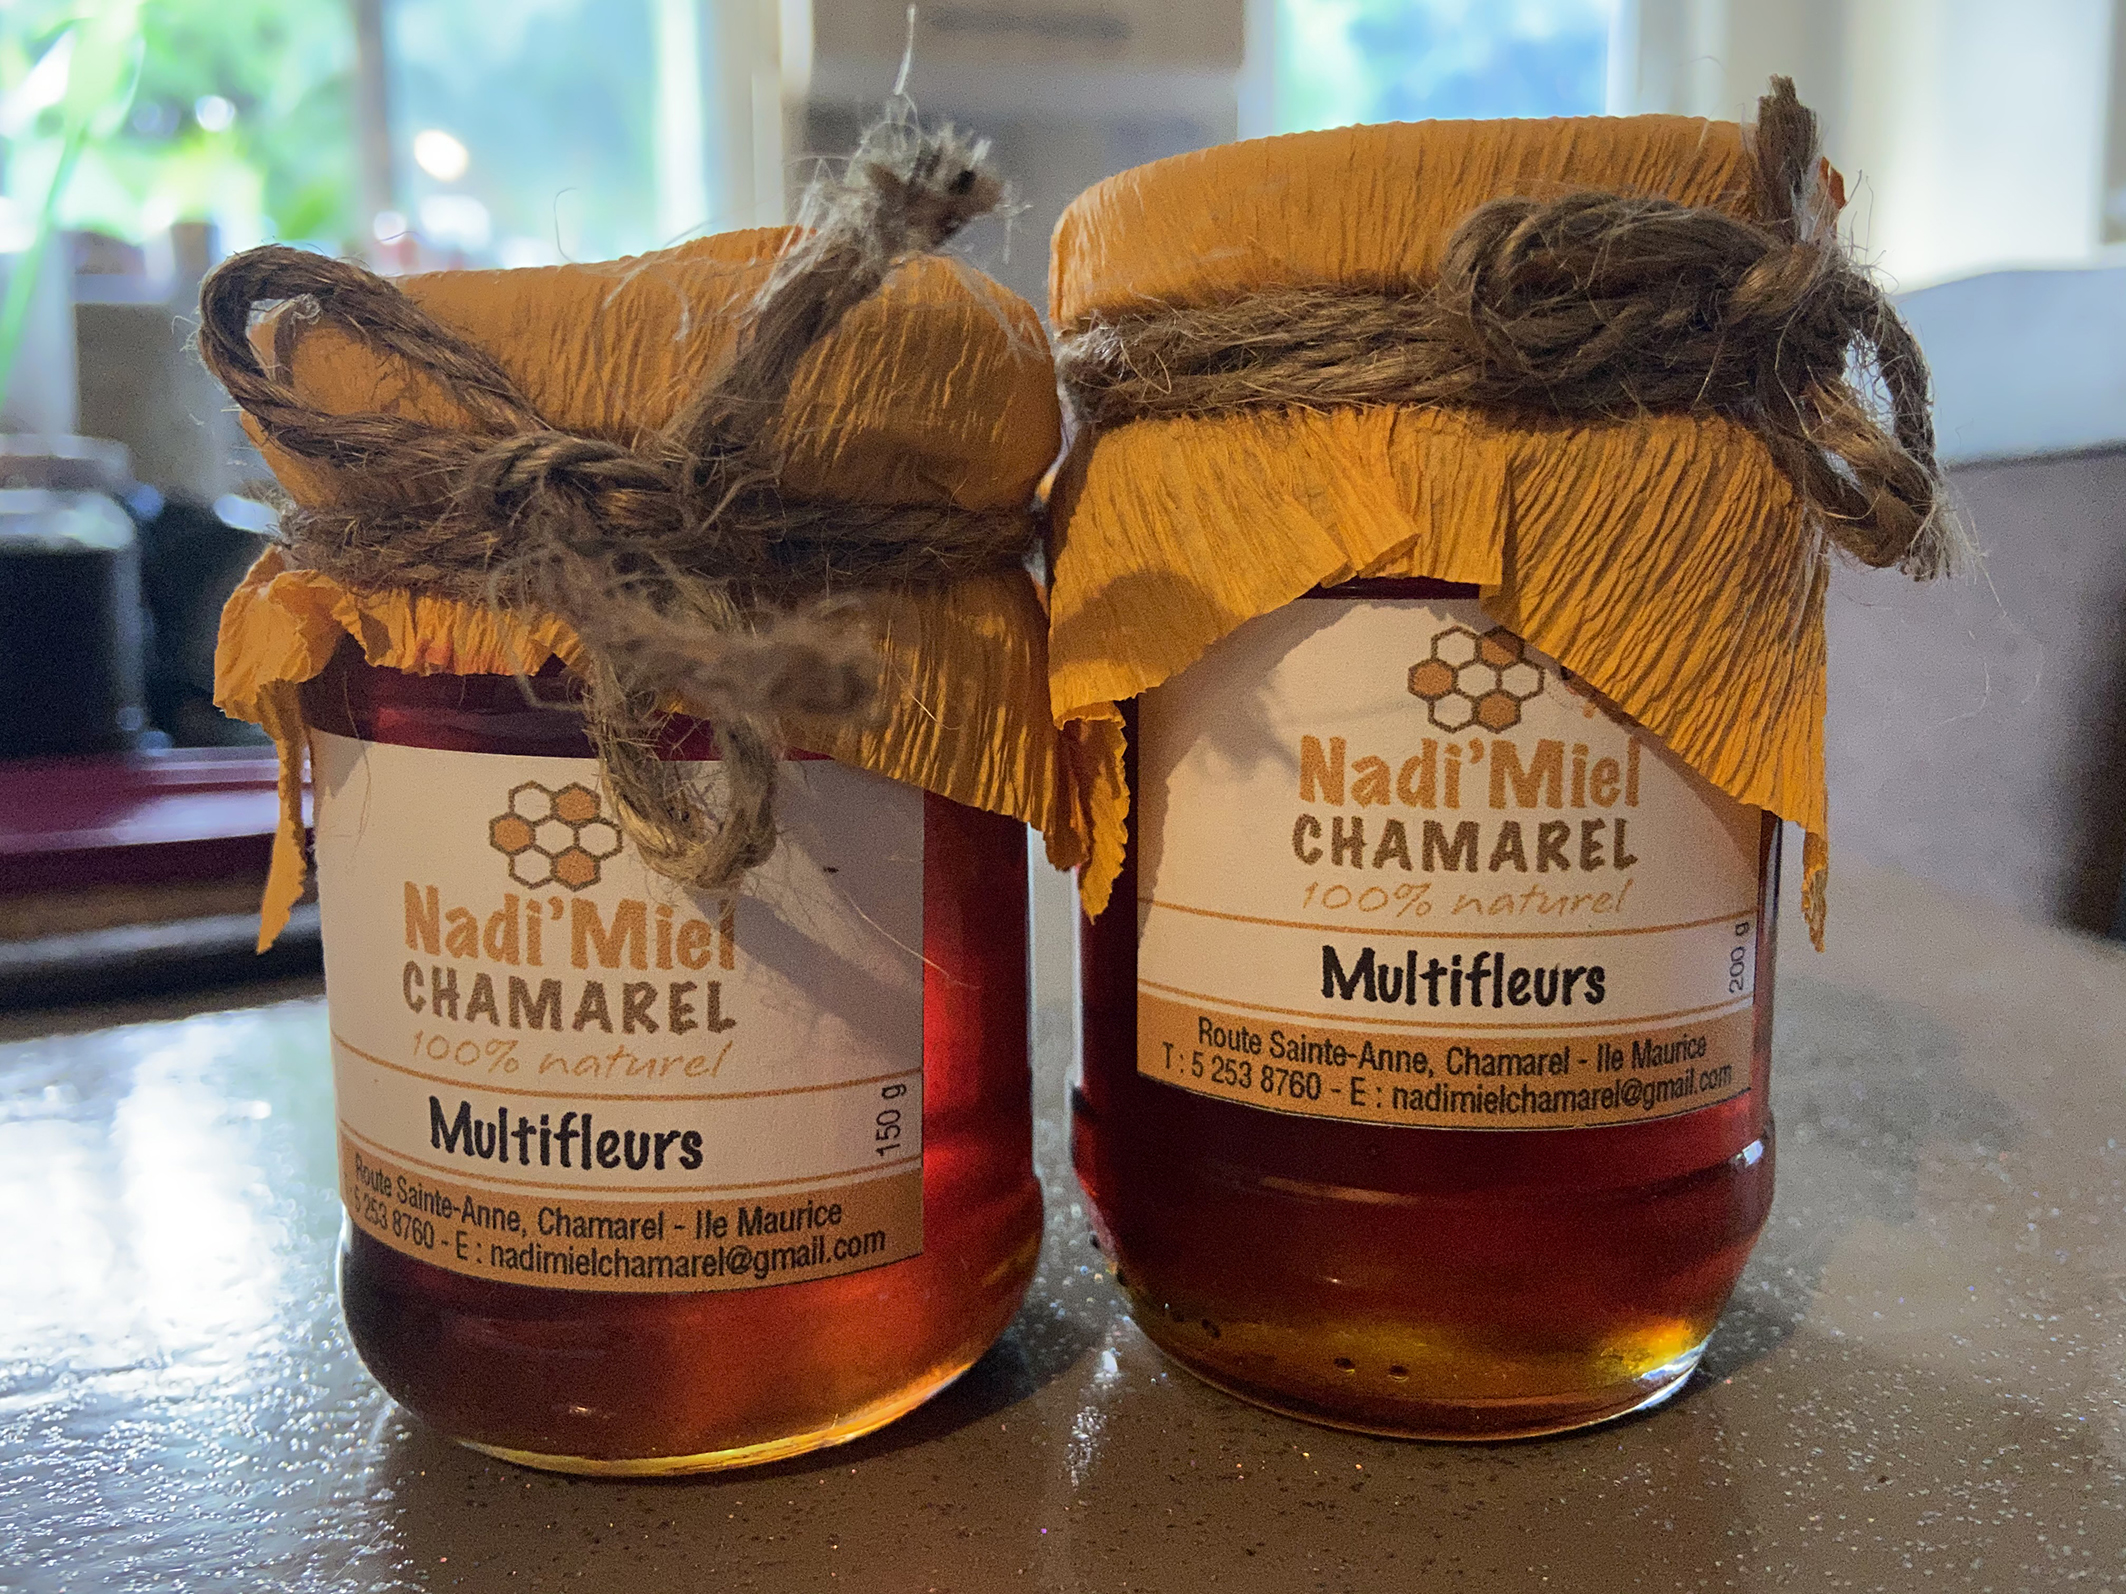 Nadi'Miel
CHAMAREL
100% naturel
Multifleurs
150 g
Route Sainte-Anne, Chamarel - Ile Maurice
5 253 8760 - E : nadimielchamarel@gmail.com
Nadi'Miel
CHAMAREL
100% naturel
Multifleurs
200 g
Route Sainte-Anne, Chamarel - Ile Maurice
T : 5 253 8760 - E : nadimielchamarel@gmail.com